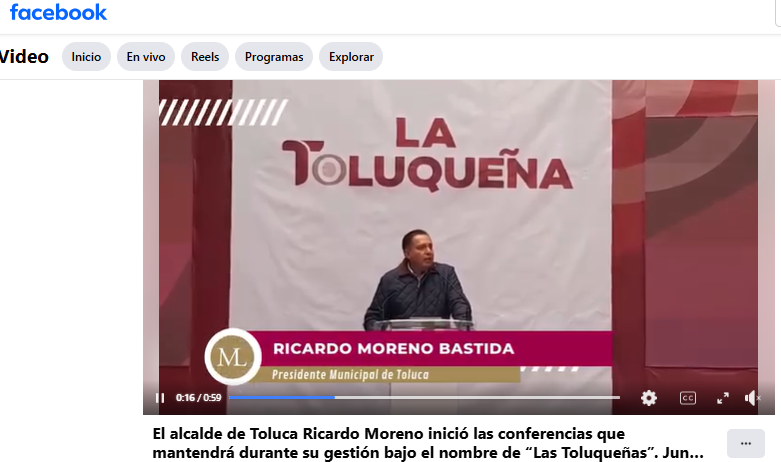 facebook
Video
Inicio
En vivo
Reels
Programas
Explorar
LA
TOLUQUEÑA
ML
RICARDO MORENO BASTIDA
Presidente Municipal de Toluca
0:16 / 0:59
CC
El alcalde de Toluca Ricardo Moreno inició las conferencias que
mantendrá durante su gestión bajo el nombre de “Las Toluqueñas”. Jun...